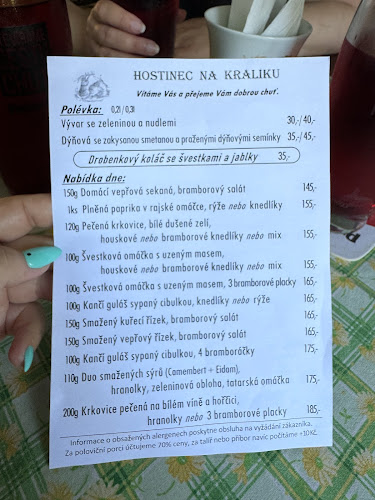 HOSTINEC NA KRÁLIKU
Vítáme Vás a přejeme Vám dobrou chuť.
Polévka: 0,2l / 0,3l
Vývar se zeleninou a nudlemi 30,-/ 40,-
Dýňová se zakysanou smetanou a praženými dýňovými semínky 35,-/ 45,-
Drobenkový koláč se švestkami a jablky 35,-
Nabídka dne:
150g Domácí vepřová sekaná, bramborový salát 145,-
1ks Plněná paprika v rajské omáčce, rýže nebo knedlíky 155,-
120g Pečená krkovice, bílé dušené zelí,
houskové nebo bramborové knedlíky nebo mix 155,-
100g Švestková omáčka s uzeným masem,
houskové nebo bramborové knedlíky nebo mix 155,-
100g Švestková omáčka s uzeným masem, 3 bramborové placky 165,-
100g Kančí guláš sypaný cibulkou, knedlíky nebo rýže 165,-
150g Smažený kuřecí řízek, bramborový salát 165,-
150g Smažený vepřový řízek, bramborový salát 165,-
100g Kančí guláš sypaný cibulkou, 4 bramboráčky 175,-
110g Duo smažených sýrů (Camembert + Eidam),
hranolky, zeleninová obloha, tatarská omáčka 175,-
200g Krkovice pečená na bílém víně a hořčici,
hranolky nebo 3 bramborové placky 185,-
Informace o obsažených alergenech poskytne obsluha na vyžádání zákazníka.
Za poloviční porci účtujeme 70% ceny, za talíř nebo příbor navíc počítáme +10Kč.